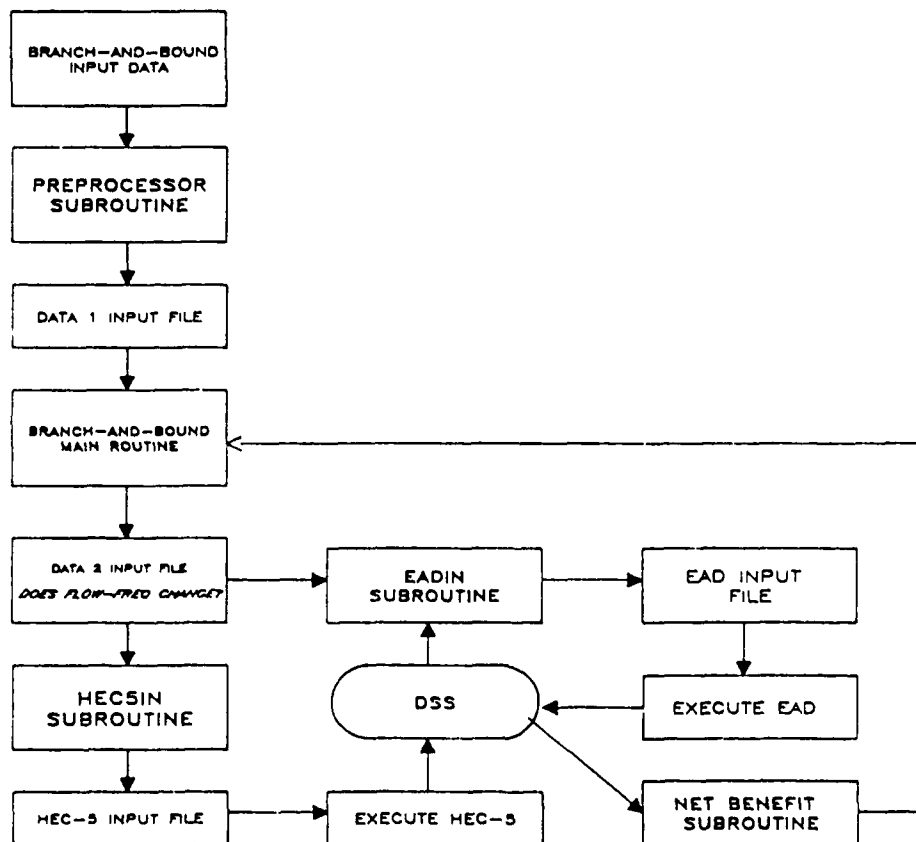 BRANCH-AND-BOUND
INPUT DATA
PREPROCESSOR
SUBROUTINE
DATA 1 INPUT FILE
BRANCH-AND-BOUND
MAIN ROUTINE
DATA 2 INPUT FILE
DOES FLOW-FREQ CHANGE?
EADIN
SUBROUTINE
EAD INPUT
FILE
HEC5IN
SUBROUTINE
DSS
EXECUTE EAD
HEC-5 INPUT FILE
EXECUTE HEC-5
NET BENEFIT
SUBROUTINE